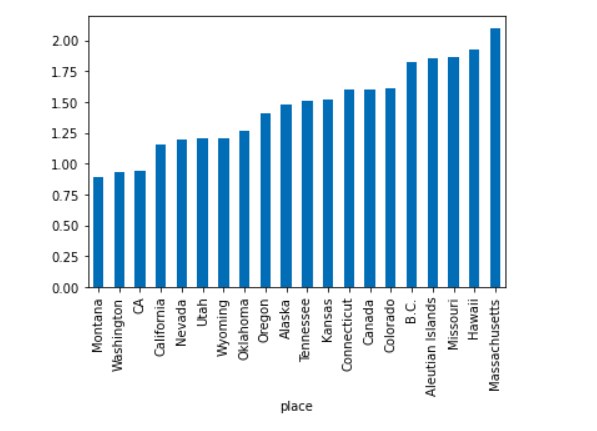 2.00
1.75
1.50
1.25
1.00
0.75
0.50
0.25
0.00
Montana
Washington
CA
California
Nevada
Utah
Wyoming
Oklahoma
Oregon
Alaska
Tennessee
Kansas
Connecticut
Canada
Colorado
B.C.
Aleutian Islands
Missouri
Hawaii
Massachusetts
place